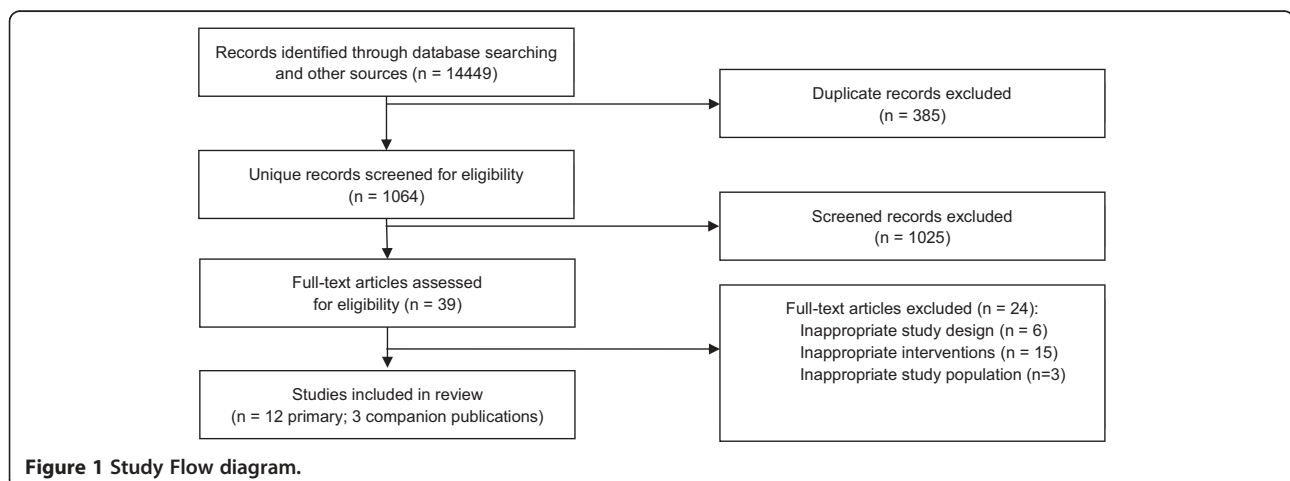 Records identified through database searching
and other sources (n = 14449)
Duplicate records excluded
(n = 385)
Unique records screened for eligibility
(n = 1064)
Screened records excluded
(n = 1025)
Full-text articles assessed
for eligibility (n = 39)
Full-text articles excluded (n = 24):
Inappropriate study design (n = 6)
Inappropriate interventions (n = 15)
Inappropriate study population (n=3)
Studies included in review
(n = 12 primary; 3 companion publications)
Figure 1 Study Flow diagram.